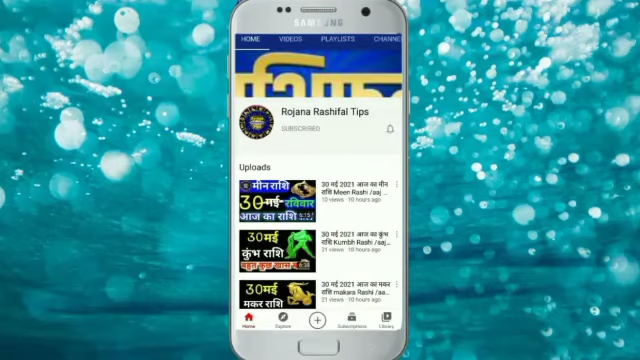 SAMSUNG
HOME VIDEOS PLAYLISTS CHANNE
Rojana Rashifal Tips
SUBSCRIBED
Uploads
मीन राशि
30 मई रविवार
आज का राशि
30 मई 2021 आज का मीन
राशि Meen Rashi /aaj ...
10 views · 10 hours ago
30मई
कुंभ राशि
30 मई 2021 आज का कुंभ
राशि Kumbh Rashi /aaj...
21 views · 10 hours ago
30मई
मकर राशि
30 मई 2021 आज का मकर
राशि makara Rashi /aa...
21 views · 10 hours ago
Home Explore Subscriptions Library